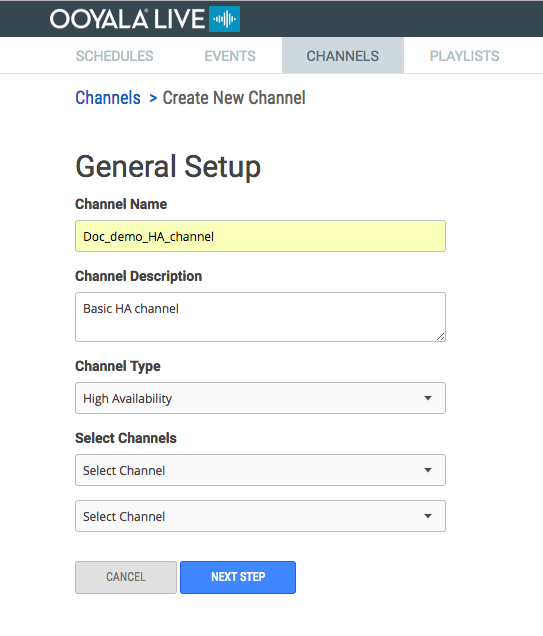 OOYALA® LIVE
SCHEDULES EVENTS CHANNELS PLAYLISTS
Channels > Create New Channel
General Setup
Channel Name
Doc_demo_HA_channel
Channel Description
Basic HA channel
Channel Type
High Availability
Select Channels
Select Channel
Select Channel
CANCEL NEXT STEP